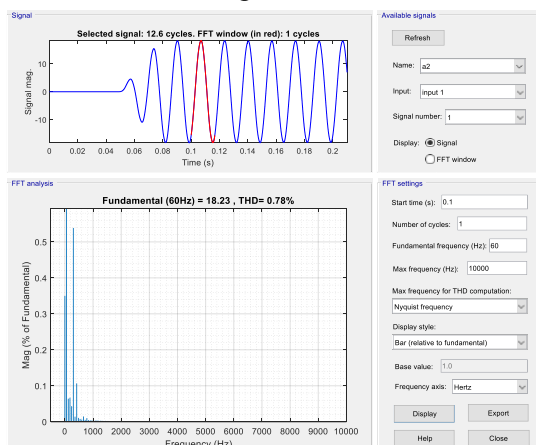 Signal
Selected signal: 12.6 cycles. FFT window (in red): 1 cycles
Signal mag.
10
0
-10
0 0.02 0.04 0.06 0.08 0.1 0.12 0.14 0.16 0.18 0.2
Time (s)
Available signals
Refresh
Name: a2
Input: input 1
Signal number: 1
Display: Signal
FFT window
FFT analysis
Fundamental (60Hz) = 18.23 , THD= 0.78%
Mag (% of Fundamental)
0.5
0.4
0.3
0.2
0.1
0
0 1000 2000 3000 4000 5000 6000 7000 8000 9000 10000
Frequency (Hz)
FFT settings
Start time (s): 0.1
Number of cycles: 1
Fundamental frequency (Hz): 60
Max frequency (Hz): 10000
Max frequency for THD computation:
Nyquist frequency
Display style:
Bar (relative to fundamental)
Base value: 1.0
Frequency axis: Hertz
Display Export
Help Close